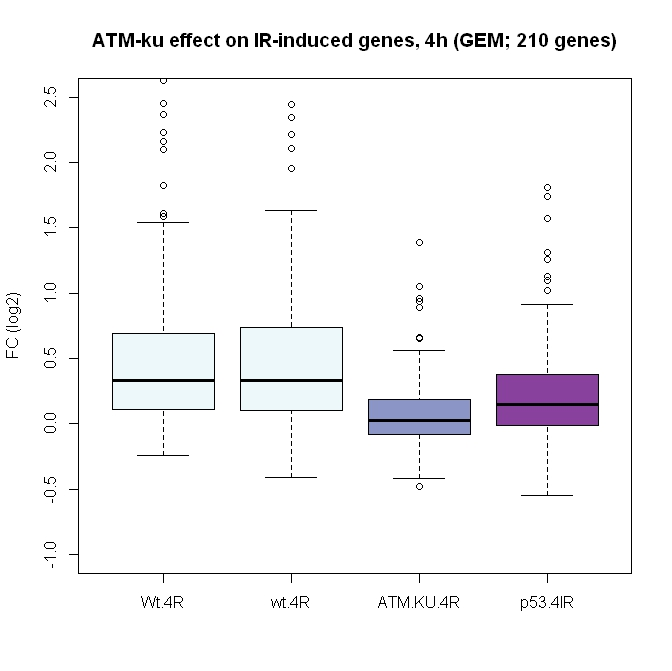 ATM-ku effect on IR-induced genes, 4h (GEM; 210 genes)
FC (log2)
2.5
2.0
1.5
1.0
0.5
0.0
-0.5
-1.0
Wt.4R wt.4R ATM.KU.4R p53.4IR